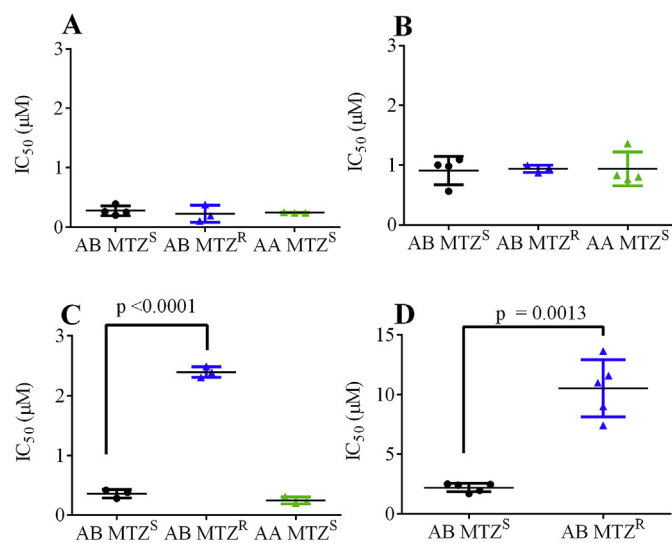 A
3
2
1
0
IC50 (μM)
AB MTZS
AB MTZR
AA MTZS
B
3
2
1
0
IC50 (μM)
AB MTZS
AB MTZR
AA MTZS
C
p <0.0001
3
2
1
0
IC50 (μM)
AB MTZS
AB MTZR
AA MTZS
D
p = 0.0013
15
10
5
0
IC50 (μM)
AB MTZS
AB MTZR